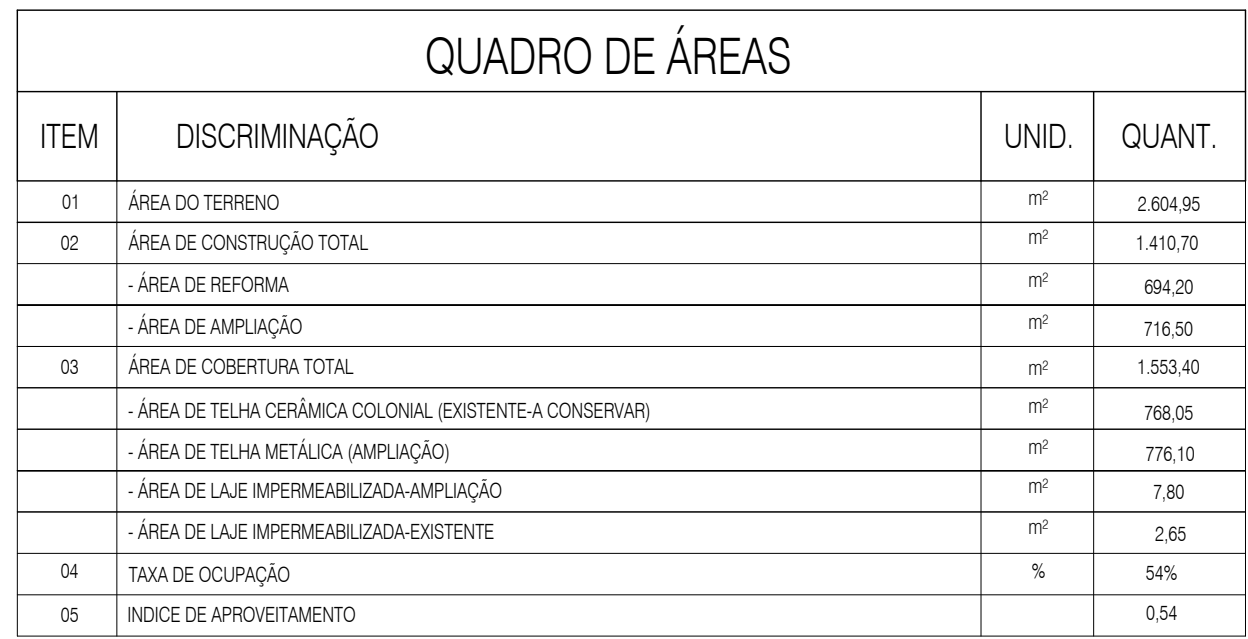 QUADRO DE ÁREAS
ITEM DISCRIMINAÇÃO UNID. QUANT.
01 ÁREA DO TERRENO m² 2.604,95
02 ÁREA DE CONSTRUÇÃO TOTAL m² 1.410,70
- ÁREA DE REFORMA m² 694,20
- ÁREA DE AMPLIAÇÃO m² 716,50
03 ÁREA DE COBERTURA TOTAL m² 1.553,40
- ÁREA DE TELHA CERÂMICA COLONIAL (EXISTENTE-A CONSERVAR) m² 768,05
- ÁREA DE TELHA METÁLICA (AMPLIAÇÃO) m² 776,10
- ÁREA DE LAJE IMPERMEABILIZADA-AMPLIAÇÃO m² 7,80
- ÁREA DE LAJE IMPERMEABILIZADA-EXISTENTE m² 2,65
04 TAXA DE OCUPAÇÃO % 54%
05 INDICE DE APROVEITAMENTO 0,54